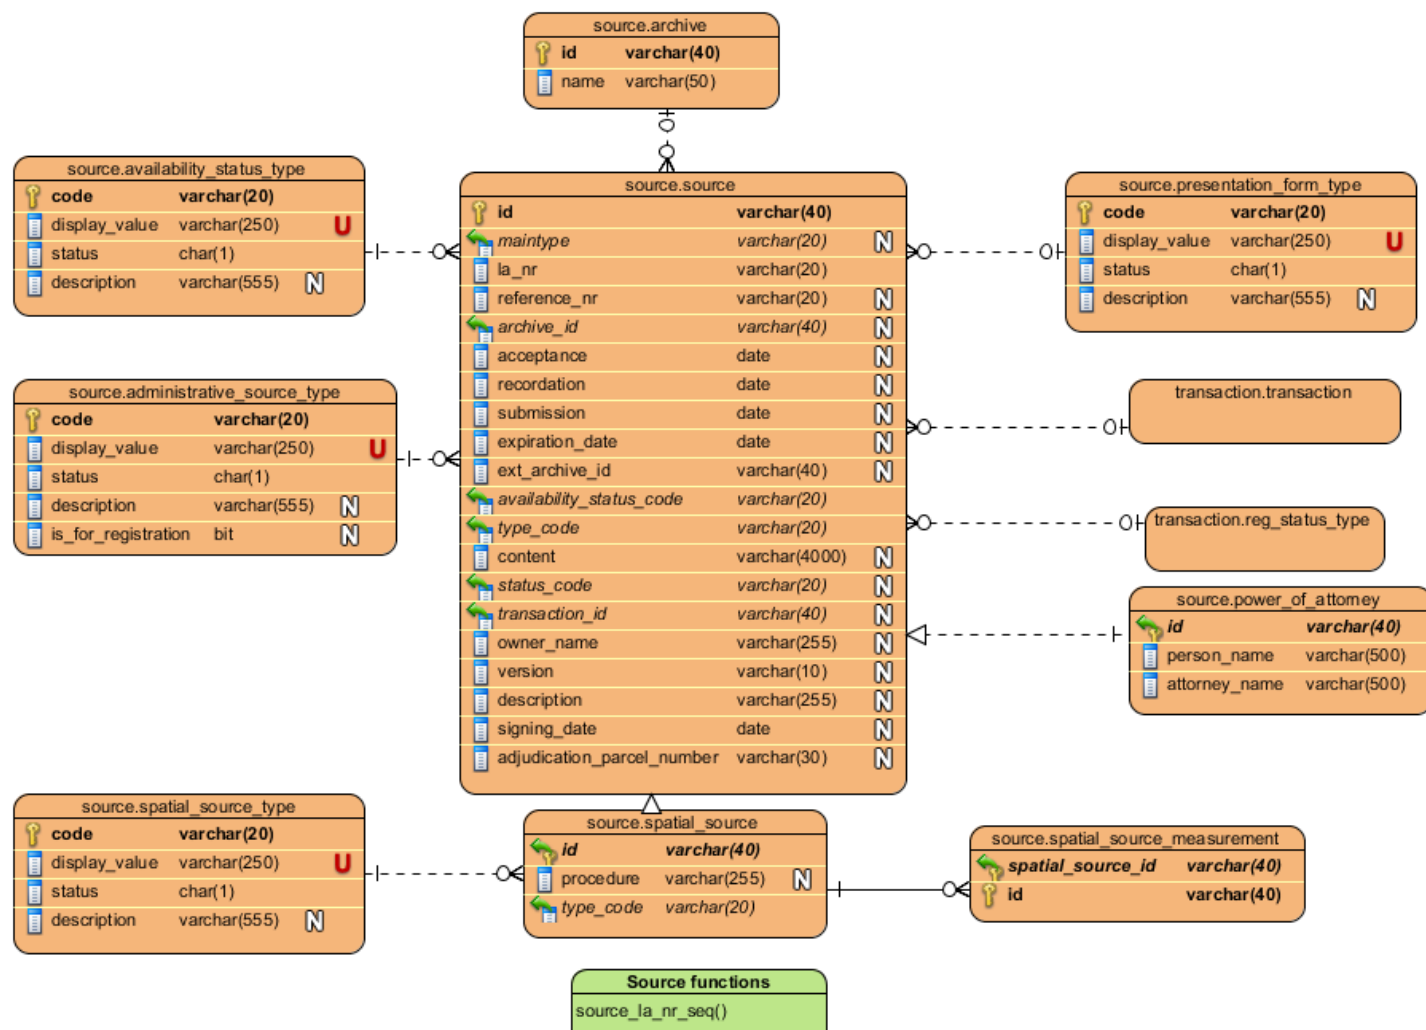 source.archive
id varchar(40)
name varchar(50)
source.availability_status_type
code varchar(20)
display_value varchar(250) U
status char(1)
description varchar(555) N
source.administrative_source_type
code varchar(20)
display_value varchar(250) U
status char(1)
description varchar(555) N
is_for_registration bit N
source.source
id varchar(40)
maintype varchar(20) N
la_nr varchar(20)
reference_nr varchar(20) N
archive_id varchar(40) N
acceptance date N
recordation date N
submission date N
expiration_date date N
ext_archive_id varchar(40) N
availability_status_code varchar(20)
type_code varchar(20)
content varchar(4000) N
status_code varchar(20) N
transaction_id varchar(40) N
owner_name varchar(255) N
version varchar(10) N
description varchar(255) N
signing_date date N
adjudication_parcel_number varchar(30) N
source.presentation_form_type
code varchar(20)
display_value varchar(250) U
status char(1)
description varchar(555) N
transaction.transaction
transaction.reg_status_type
source.power_of_attorney
id varchar(40)
person_name varchar(500)
attorney_name varchar(500)
source.spatial_source_type
code varchar(20)
display_value varchar(250) U
status char(1)
description varchar(555) N
source.spatial_source
id varchar(40)
procedure varchar(255) N
type_code varchar(20)
source.spatial_source_measurement
spatial_source_id varchar(40)
id varchar(40)
Source functions
source_la_nr_seq()